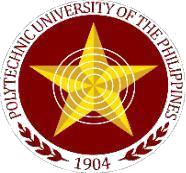 POLYTECHNIC UNIVERSITY OF THE PHILIPPINES
1904